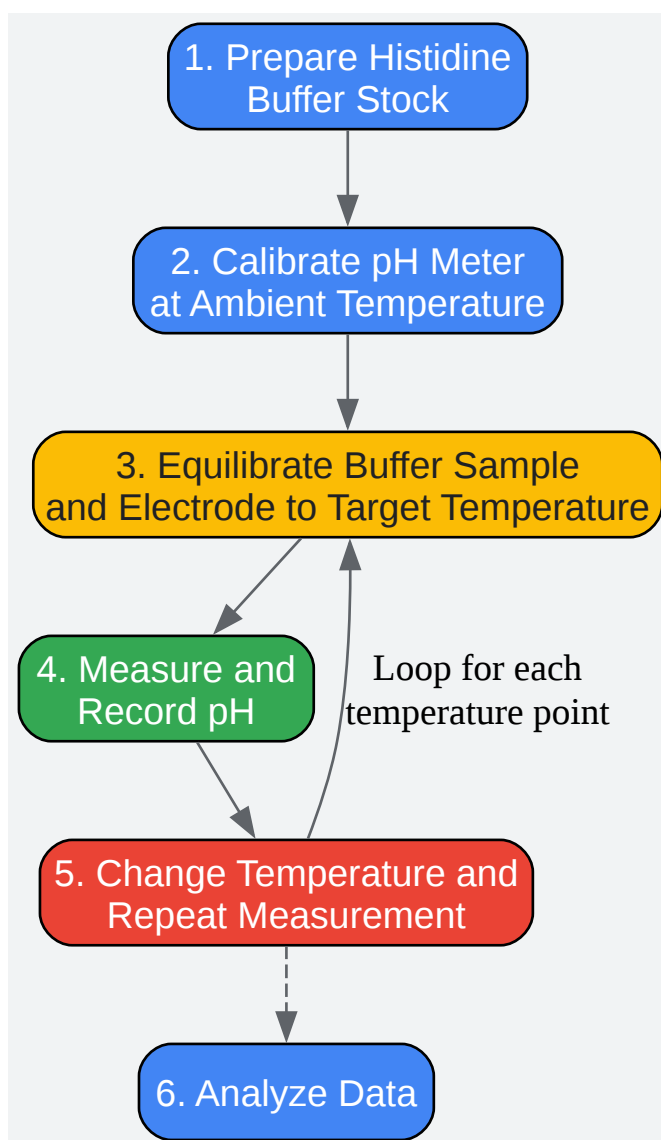 1. Prepare Histidine
Buffer Stock
2. Calibrate pH Meter
at Ambient Temperature
3. Equilibrate Buffer Sample
and Electrode to Target Temperature
4. Measure and
Record pH
Loop for each
temperature point
5. Change Temperature and
Repeat Measurement
6. Analyze Data